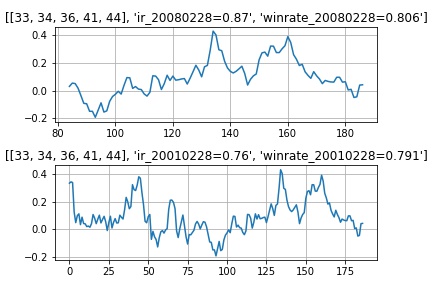 [[33, 34, 36, 41, 44], 'ir_20080228=0.87', 'winrate_20080228=0.806']
0.4
0.2
0.0
−0.2
80 100 120 140 160 180
[[33, 34, 36, 41, 44], 'ir_20010228=0.76', 'winrate_20010228=0.791']
0.4
0.2
0.0
−0.2
0 25 50 75 100 125 150 175